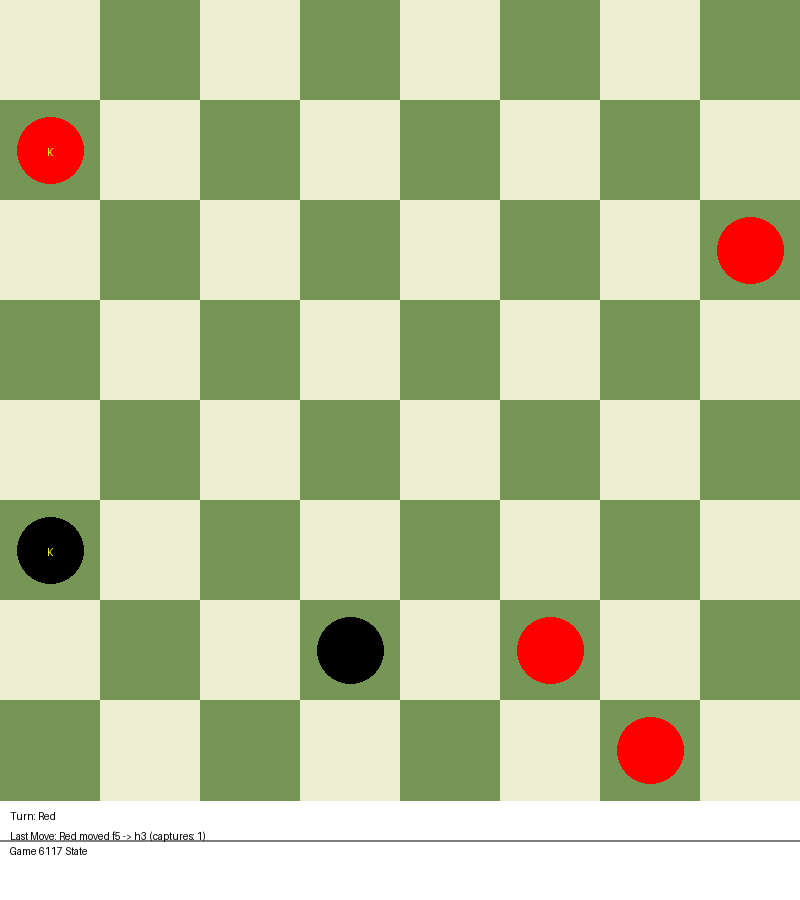 K
K
Turn: Red
Last Move: Red moved f5 -> h3 (captures: 1)
Game 6117 State